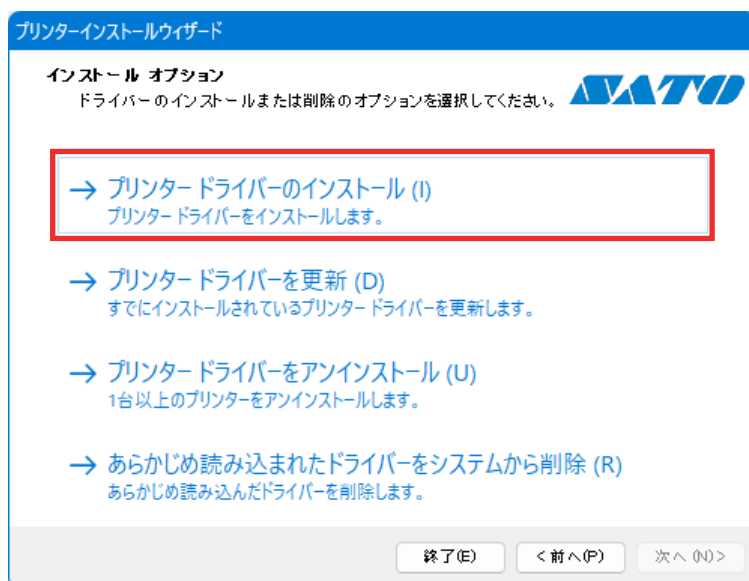 プリンターインストールウィザード
インストール オプション
ドライバーのインストールまたは削除のオプションを選択してください。
SATO
→ プリンター ドライバーのインストール (I)
プリンター ドライバーをインストールします。
→ プリンター ドライバーを更新 (D)
すでにインストールされているプリンター ドライバーを更新します。
→ プリンター ドライバーをアンインストール (U)
1台以上のプリンターをアンインストールします。
→ あらかじめ読み込まれたドライバーをシステムから削除 (R)
あらかじめ読み込んだドライバーを削除します。
終了(E) < 前へ(P) 次へ (N) >